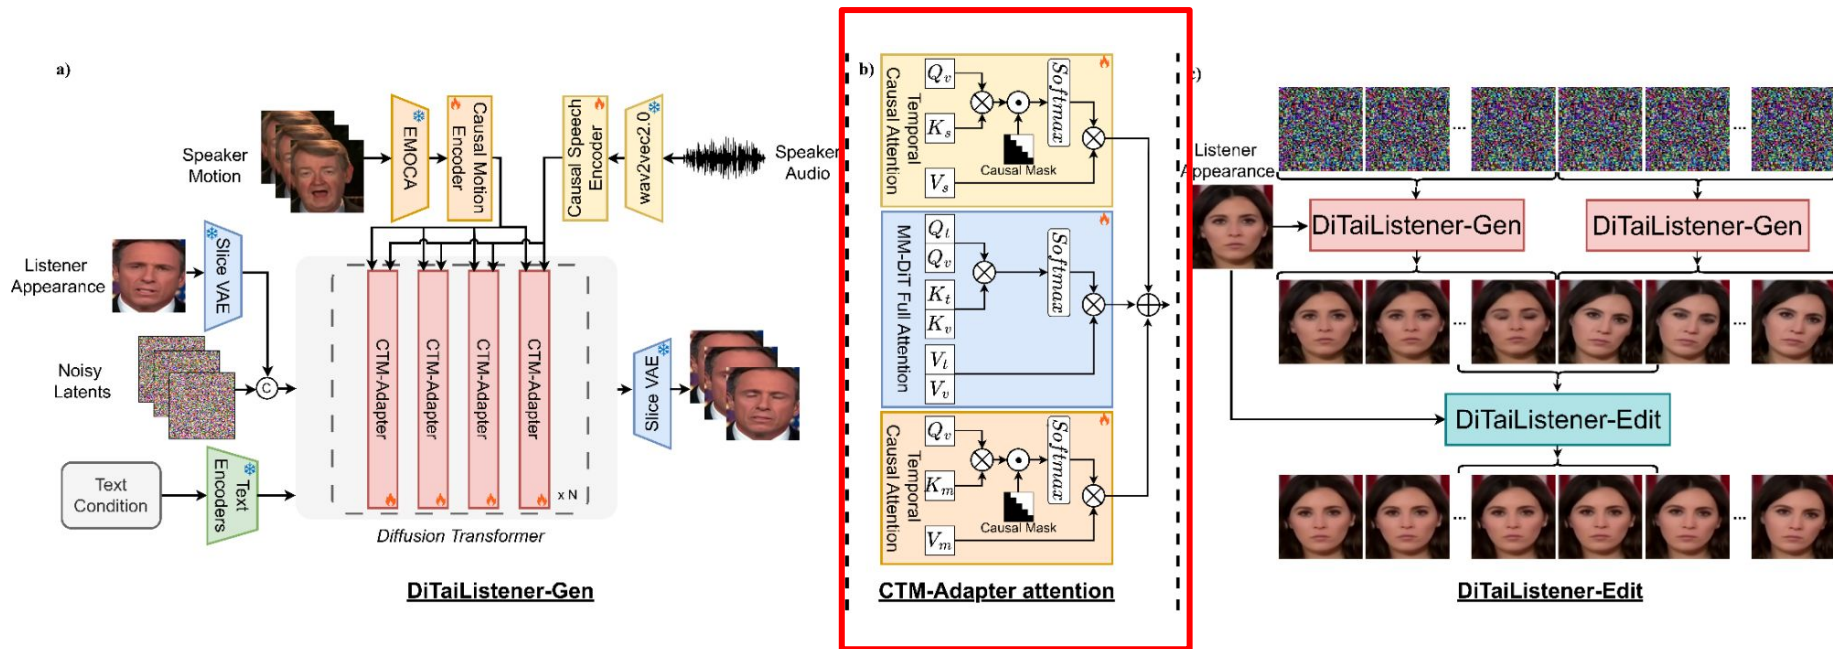 a)
Speaker
Motion
EMOCA
Causal Motion
Encoder
Causal Speech
Encoder
wav2vec2.0
Speaker
Audio
Listener
Appearance
Slice VAE
Noisy
Latents
C
Text
Condition
Text
Encoders
CTM-Adapter
CTM-Adapter
CTM-Adapter
CTM-Adapter
x N
Diffusion Transformer
Slice VAE
DiTaiListener-Gen
b)
Temporal
Causal Attention
Q_v
K_s
V_s
Causal Mask
Softmax
MM-DiT Full Attention
Q_t
Q_v
K_t
K_v
V_t
V_v
Softmax
Temporal
Causal Attention
Q_v
K_m
V_m
Causal Mask
Softmax
CTM-Adapter attention
c)
Listener
Appearance
...
...
DiTaiListener-Gen
DiTaiListener-Gen
...
...
DiTaiListener-Edit
...
...
DiTaiListener-Edit